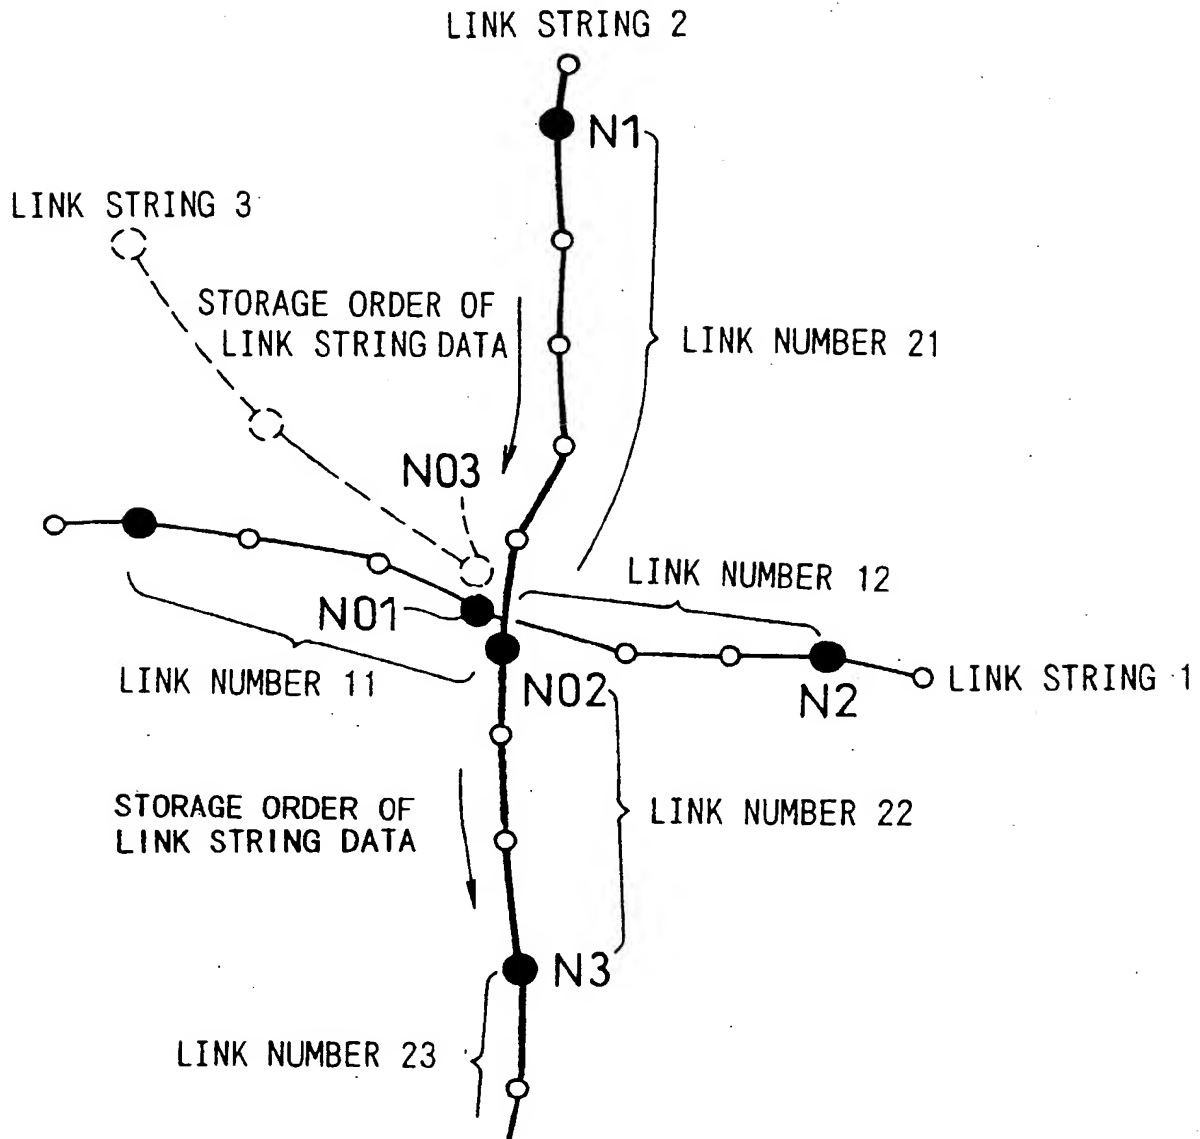 LINK STRING 2
N1
LINK STRING 3
STORAGE ORDER OF
LINK STRING DATA
LINK NUMBER 21
N03
LINK NUMBER 12
N01
LINK NUMBER 11
N02
N2
LINK STRING 1
STORAGE ORDER OF
LINK STRING DATA
LINK NUMBER 22
N3
LINK NUMBER 23